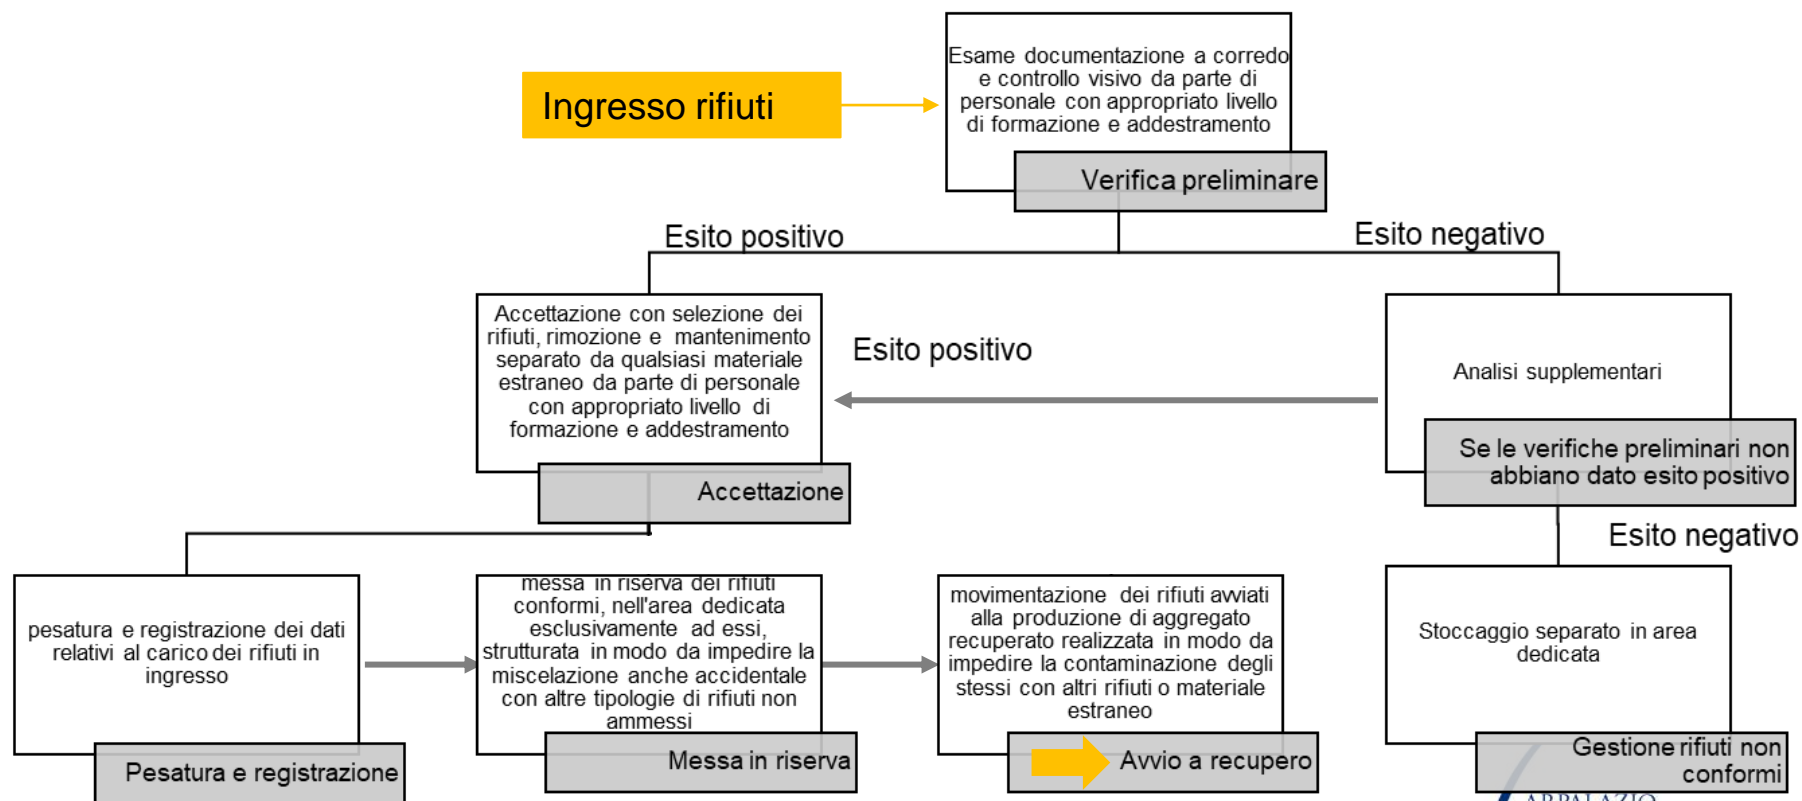 Ingresso rifiuti
Esame documentazione a corredo
e controllo visivo da parte di
personale con appropriato livello
di formazione e addestramento
Verifica preliminare
Esito positivo
Esito negativo
Accettazione con selezione dei
rifiuti, rimozione e mantenimento
separato da qualsiasi materiale
estraneo da parte di personale
con appropriato livello di
formazione e addestramento
Accettazione
Esito positivo
Analisi supplementari
Se le verifiche preliminari non
abbiano dato esito positivo
Esito negativo
pesatura e registrazione dei dati
relativi al carico dei rifiuti in
ingresso
Pesatura e registrazione
messa in riserva dei rifiuti
conformi, nell'area dedicata
esclusivamente ad essi,
strutturata in modo da impedire la
miscelazione anche accidentale
con altre tipologie di rifiuti non
ammessi
Messa in riserva
movimentazione dei rifiuti avviati
alla produzione di aggregato
recuperato realizzata in modo da
impedire la contaminazione degli
stessi con altri rifiuti o materiale
estraneo
Avvio a recupero
Stoccaggio separato in area
dedicata
Gestione rifiuti non
conformi
ARPALAZIO